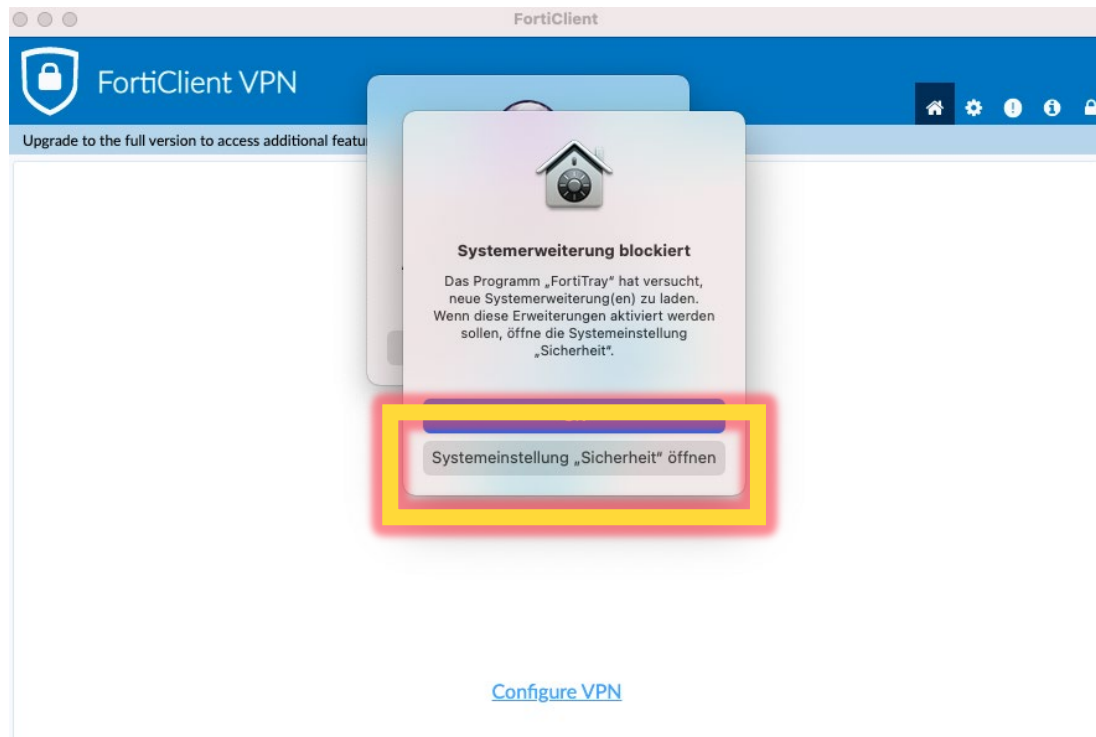 FortiClient
FortiClient VPN
Upgrade to the full version to access additional featu
Systemerweiterung blockiert
Das Programm „FortiTray" hat versucht,
neue Systemerweiterung(en) zu laden.
Wenn diese Erweiterungen aktiviert werden
sollen, öffne die Systemeinstellung
„Sicherheit".
Systemeinstellung „Sicherheit" öffnen
Configure VPN